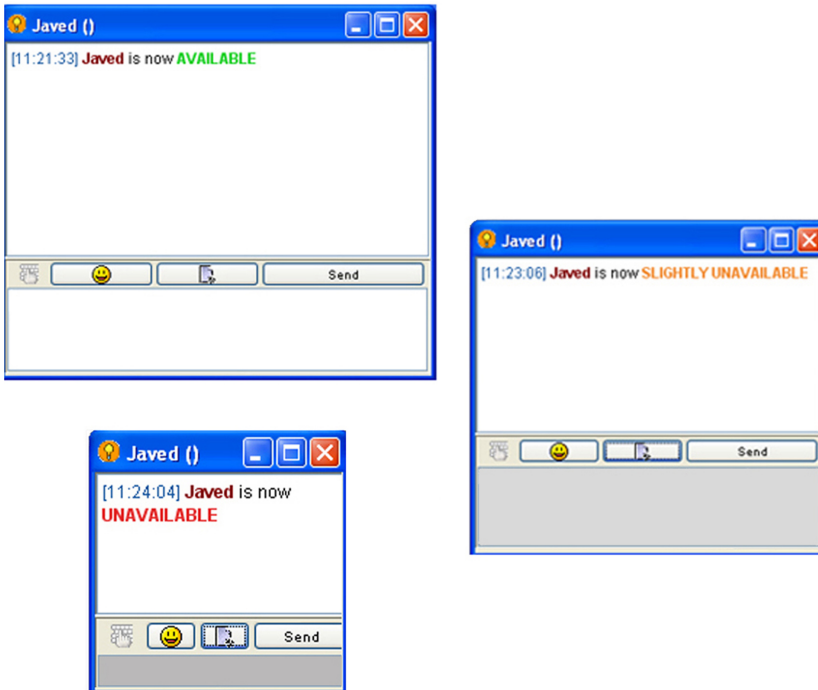 Javed ()
[11:21:33] Javed is now AVAILABLE
Send
Javed ()
[11:23:06] Javed is now SLIGHTLY UNAVAILABLE
Send
Javed ()
[11:24:04] Javed is now
UNAVAILABLE
Send